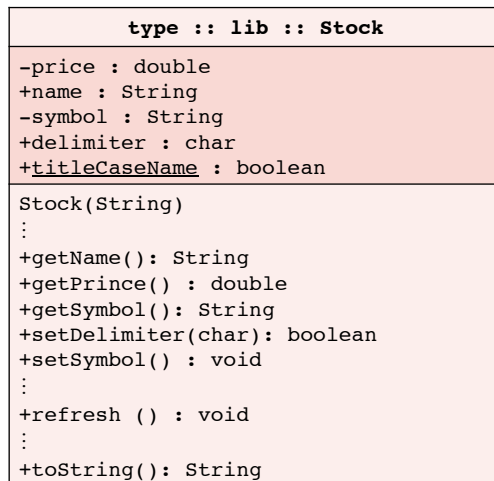 type :: lib :: Stock
-price : double
+name : String
-symbol : String
+delimiter : char
+titleCaseName : boolean
Stock(String)
⋮
+getName(): String
+getPrince() : double
+getSymbol(): String
+setDelimiter(char): boolean
+setSymbol() : void
⋮
+refresh () : void
⋮
+toString(): String